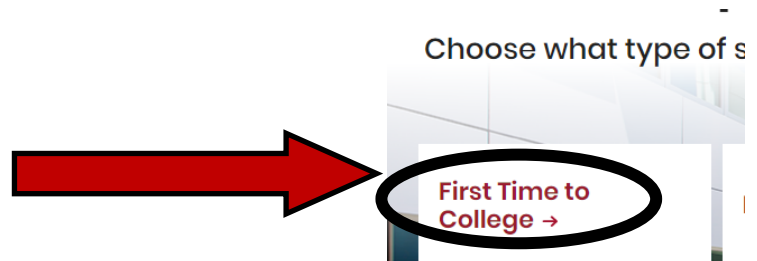 Choose what type of s
First Time to
College →